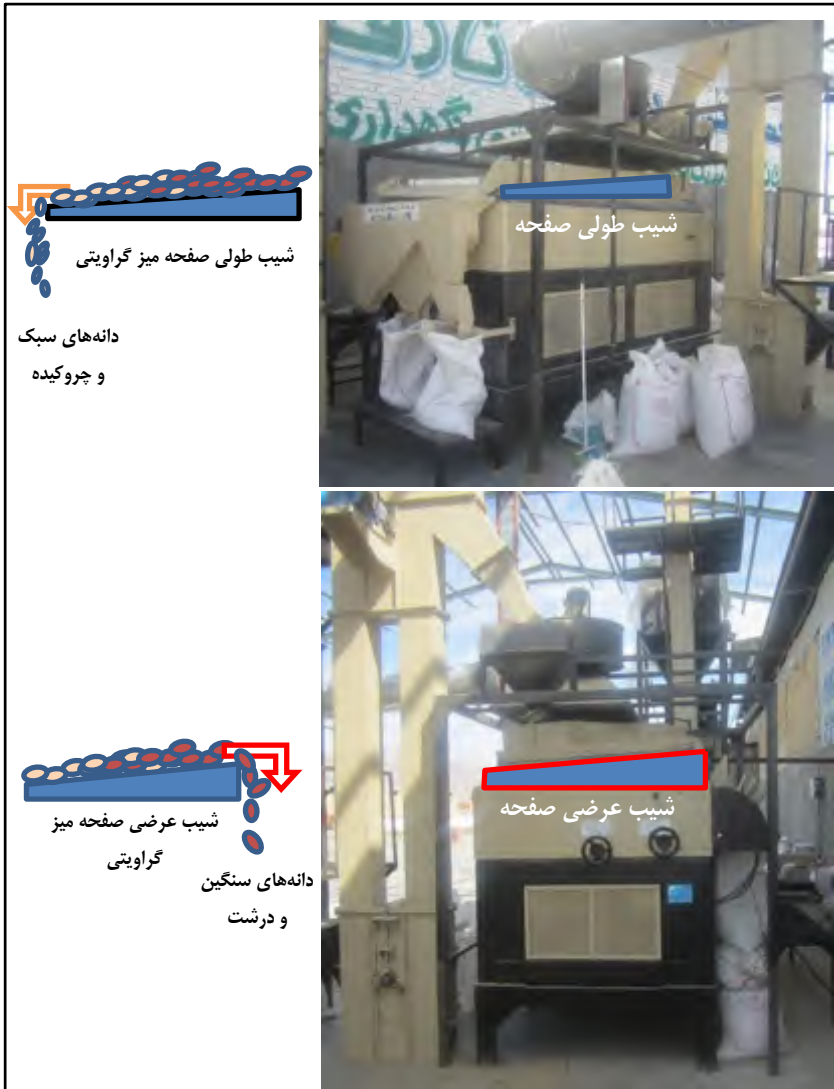 نگهداری
شیب طولی صفحه
شیب طولی صفحه میز گراویتی
دانه‌های سبک
و چروکیده
شیب عرضی صفحه
شیب عرضی صفحه میز
گراویتی
دانه‌های سنگین
و درشت